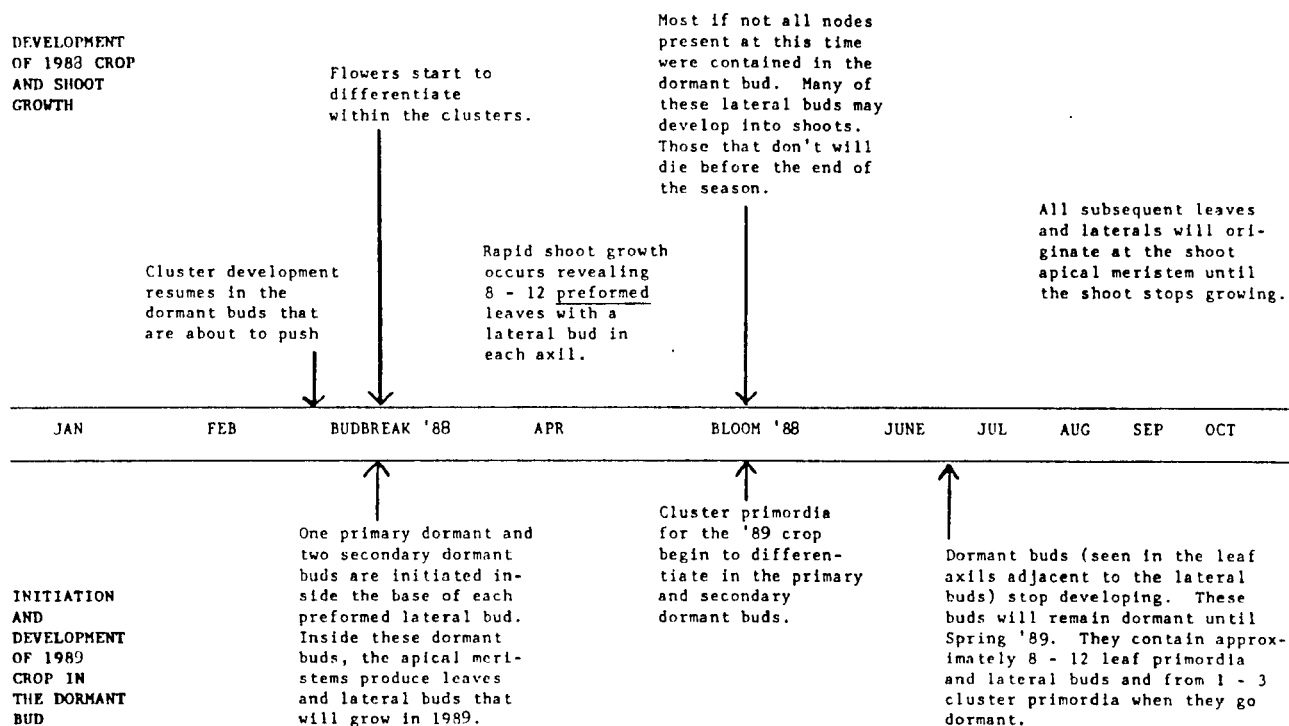 DEVELOPMENT
OF 1988 CROP
AND SHOOT
GROWTH
Flowers start to
differentiate
within the clusters.
Most if not all nodes
present at this time
were contained in the
dormant bud. Many of
these lateral buds may
develop into shoots.
Those that don't will
die before the end of
the season.
Cluster development
resumes in the
dormant buds that
are about to push
Rapid shoot growth
occurs revealing
8 - 12 preformed
leaves with a
lateral bud in
each axil.
All subsequent leaves
and laterals will ori-
ginate at the shoot
apical meristem until
the shoot stops growing.
JAN FEB BUDBREAK '88 APR BLOOM '88 JUNE JUL AUG SEP OCT
INITIATION
AND
DEVELOPMENT
OF 1989
CROP IN
THE DORMANT
BUD
One primary dormant and
two secondary dormant
buds are initiated in-
side the base of each
preformed lateral bud.
Inside these dormant
buds, the apical meri-
stems produce leaves
and lateral buds that
will grow in 1989.
Cluster primordia
for the '89 crop
begin to differen-
tiate in the primary
and secondary
dormant buds.
Dormant buds (seen in the leaf
axils adjacent to the lateral
buds) stop developing. These
buds will remain dormant until
Spring '89. They contain approx-
imately 8 - 12 leaf primordia
and lateral buds and from 1 - 3
cluster primordia when they go
dormant.